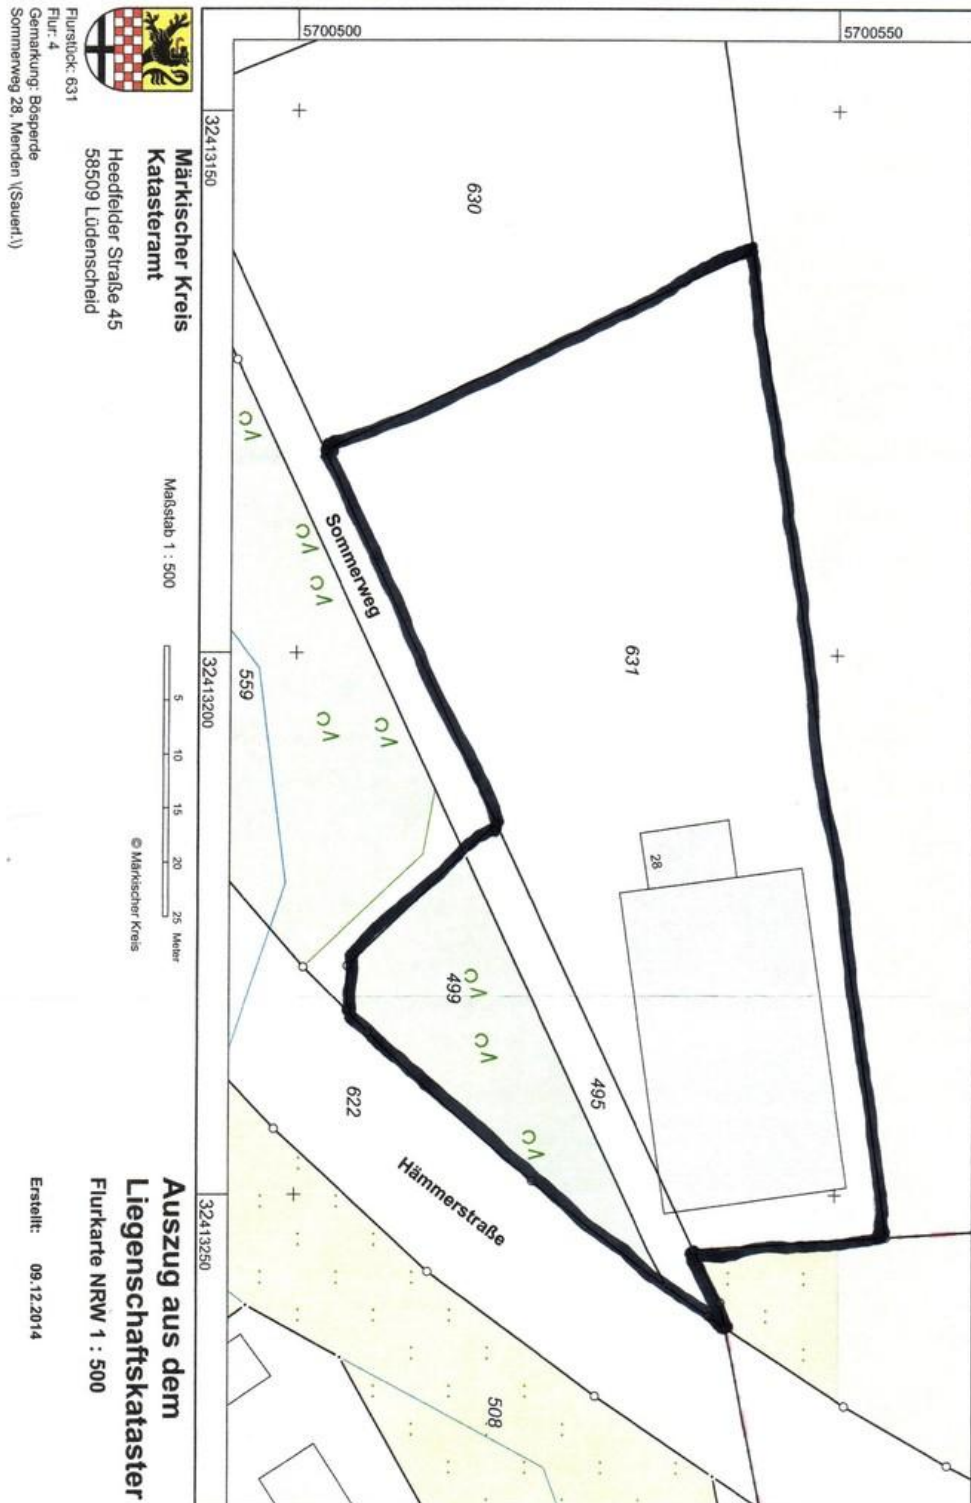 Flurstück: 631
Flur: 4
Gemarkung: Bösperde
Sommerweg 28, Menden \(Sauerl.\)
Märkischer Kreis
Katasteramt
Heedfelder Straße 45
58509 Lüdenscheid
Maßstab 1 : 500
5 10 15 20 25 Meter
© Märkischer Kreis
Auszug aus dem
Liegenschaftskataster
Flurkarte NRW 1 : 500
Erstellt: 09.12.2014
32413150
32413200
32413250
5700500
5700550
630
631
Sommerweg
559
28
499
495
622
Hämmerstraße
508